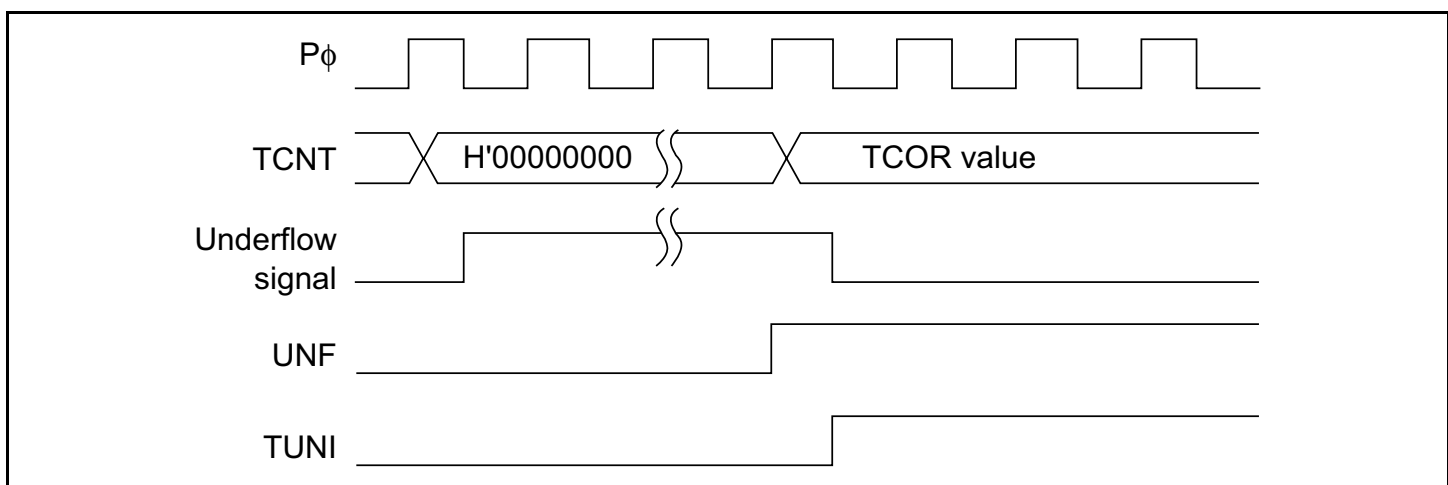 Pϕ
TCNT
H'00000000
TCOR value
Underflow
signal
UNF
TUNI